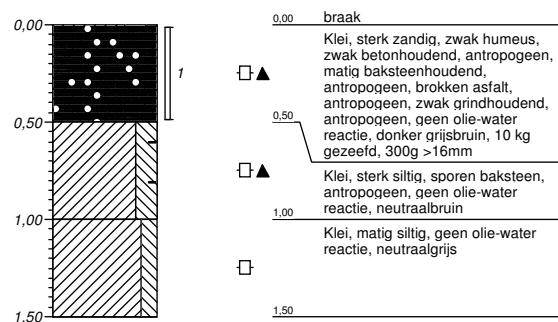 0,00
0,50
1,00
1,50
1
0,00
braak
Klei, sterk zandig, zwak humeus,
zwak betonhoudend, antropogeen,
matig baksteenhoudend,
antropogeen, brokken asfalt,
antropogeen, zwak grindhoudend,
antropogeen, geen olie-water
reactie, donker grijsbruin, 10 kg
gezeefd, 300g >16mm
0,50
Klei, sterk siltig, sporen baksteen,
antropogeen, geen olie-water
reactie, neutraalbruin
1,00
Klei, matig siltig, geen olie-water
reactie, neutraalgrijs
1,50